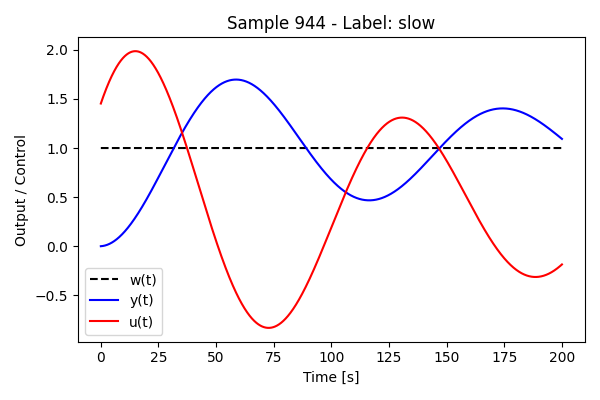 Sample 944 - Label: slow
Output / Control
2.0
1.5
1.0
0.5
0.0
−0.5
w(t)
y(t)
u(t)
0 25 50 75 100 125 150 175 200
Time [s]